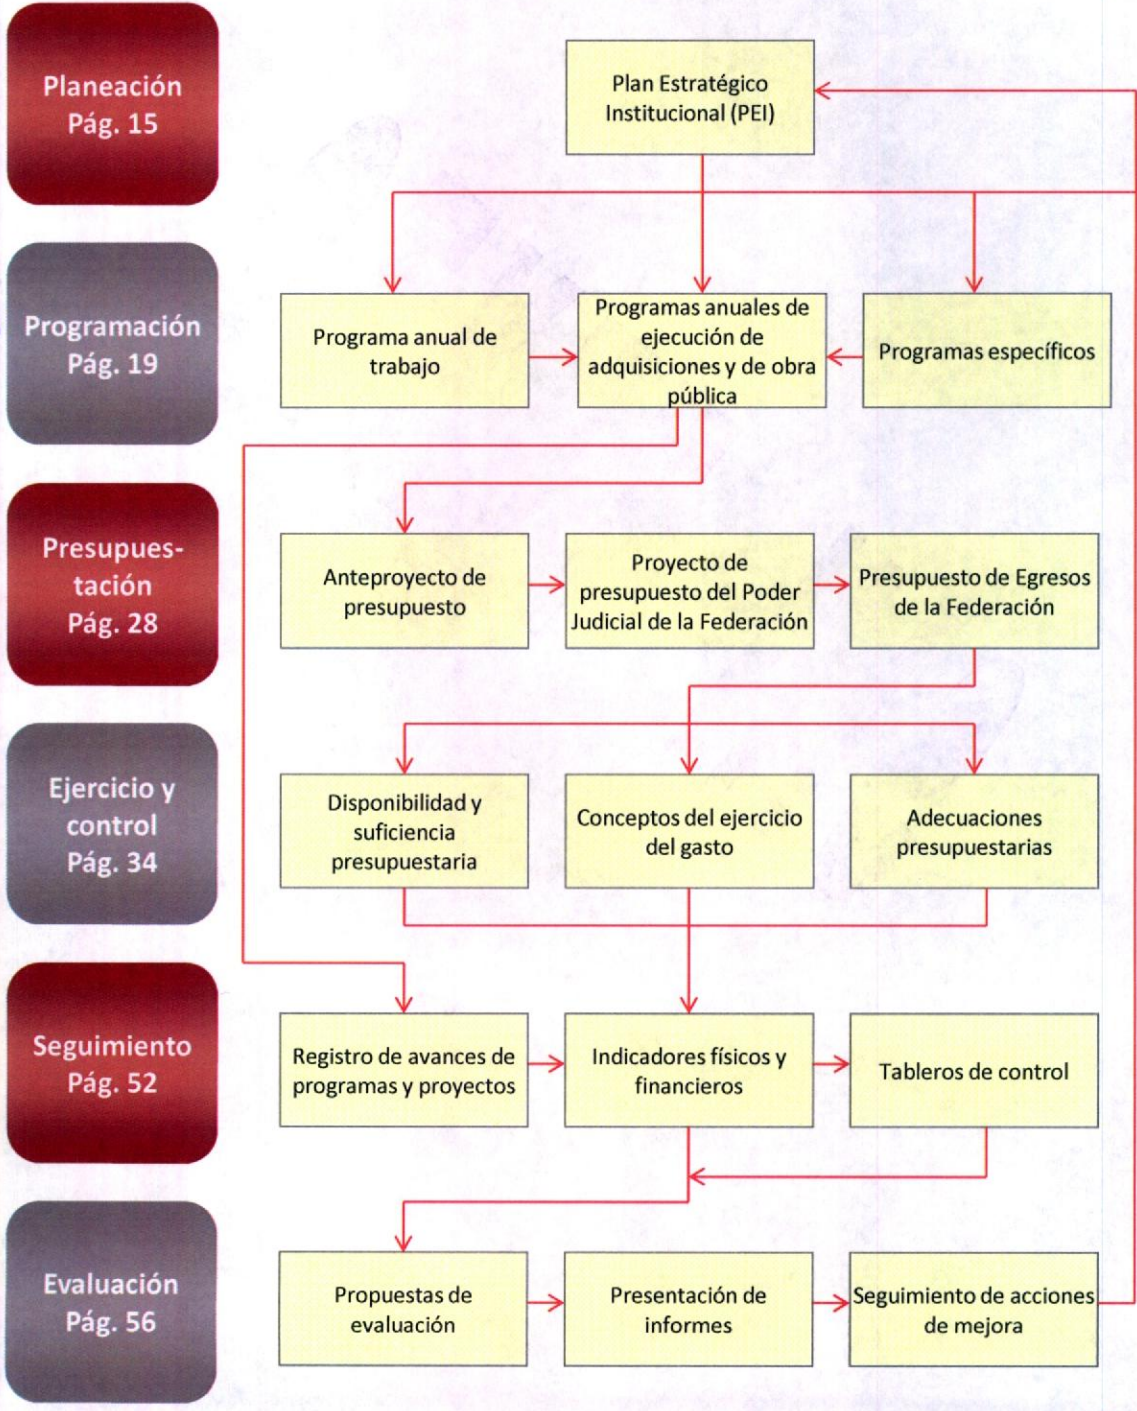 Planeación
Pág. 15
Plan Estratégico
Institucional (PEI)
Programación
Pág. 19
Programa anual de
trabajo
Programas anuales de
ejecución de
adquisiciones y de obra
pública
Programas específicos
Presupues-
tación
Pág. 28
Anteproyecto de
presupuesto
Proyecto de
presupuesto del Poder
Judicial de la Federación
Presupuesto de Egresos
de la Federación
Ejercicio y
control
Pág. 34
Disponibilidad y
suficiencia
presupuestaria
Conceptos del ejercicio
del gasto
Adecuaciones
presupuestarias
Seguimiento
Pág. 52
Registro de avances de
programas y proyectos
Indicadores físicos y
financieros
Tableros de control
Evaluación
Pág. 56
Propuestas de
evaluación
Presentación de
informes
Seguimiento de acciones
de mejora